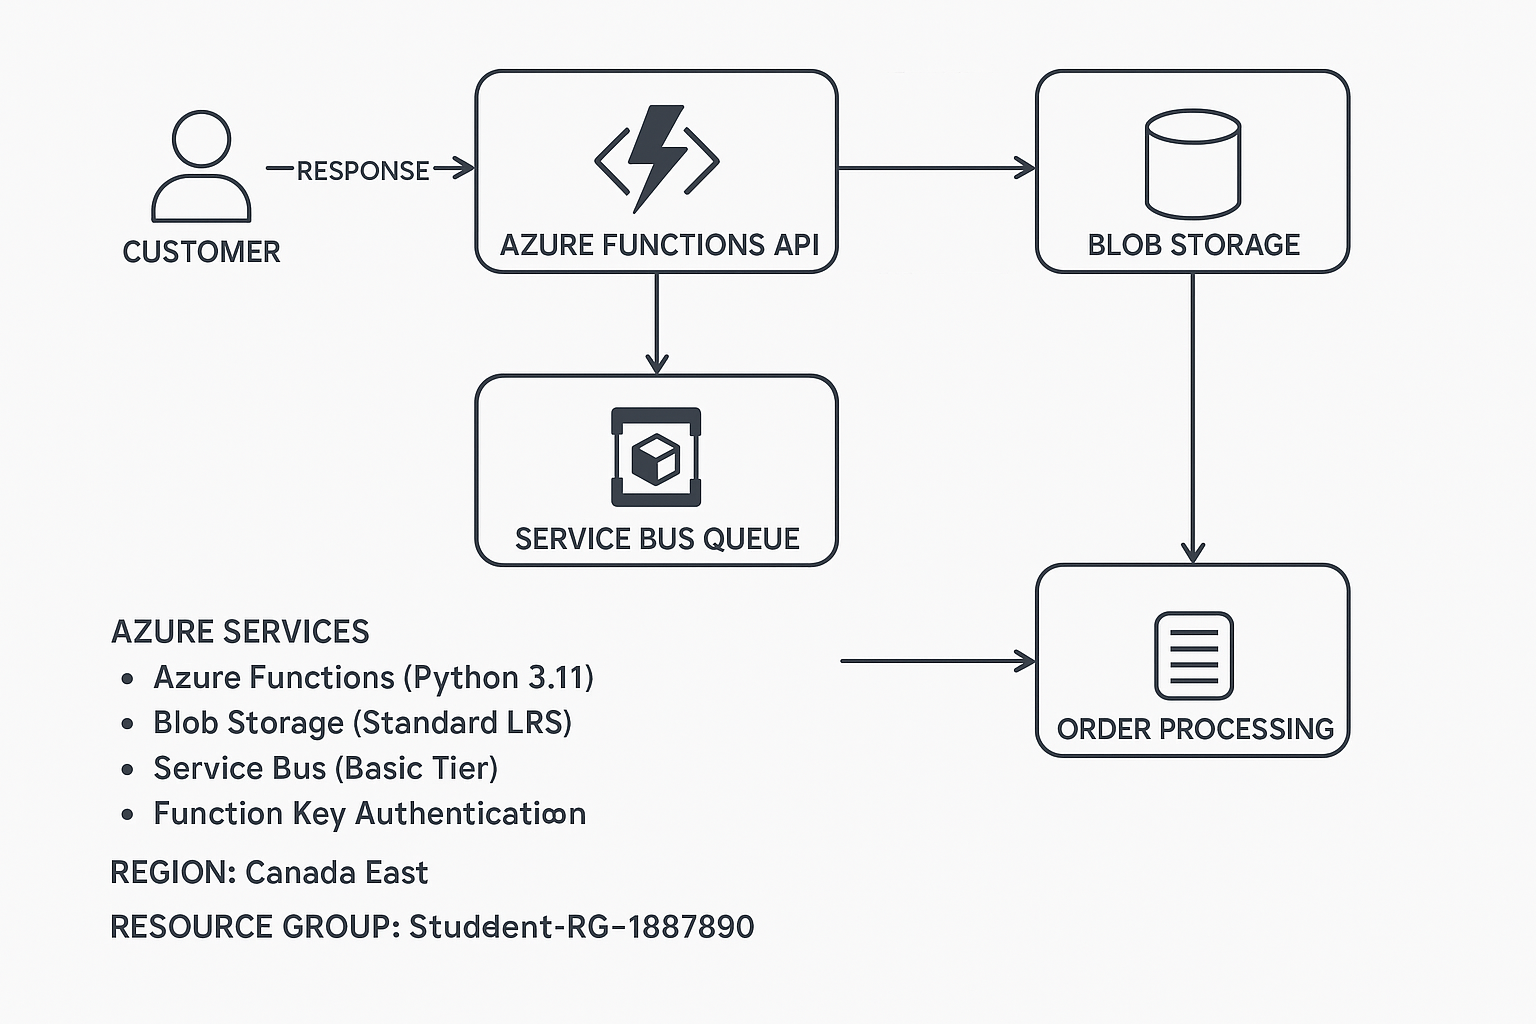 RESPONSE
CUSTOMER
AZURE FUNCTIONS API
BLOB STORAGE
SERVICE BUS QUEUE
ORDER PROCESSING
AZURE SERVICES
• Azure Functions (Python 3.11)
• Blob Storage (Standard LRS)
• Service Bus (Basic Tier)
• Function Key Authentication
REGION: Canada East
RESOURCE GROUP: Studdent-RG-1887890